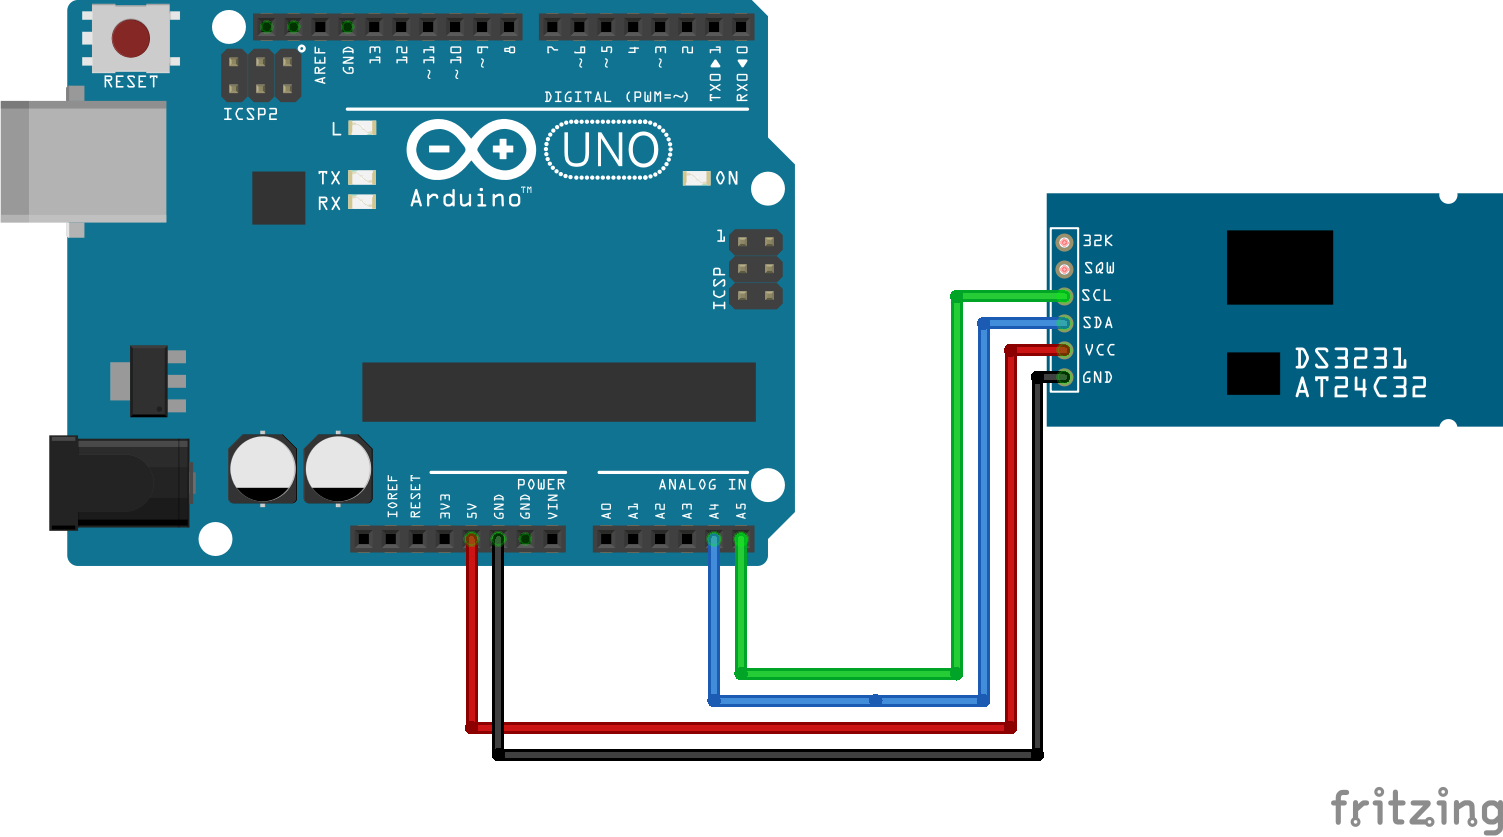 RESET
ICSP2
AREF
GND
13
12
~11
~10
~9
8
7
~6
~5
4
~3
2
TX0▶1
RX0◀0
DIGITAL (PWM=~)
L
TX
RX
Arduino™
UNO
ON
1
ICSP
32K
SQW
SCL
SDA
VCC
GND
DS3231
AT24C32
POWER
ANALOG IN
IOREF
RESET
3V3
5V
GND
GND
VIN
A0
A1
A2
A3
A4
A5
fritzing